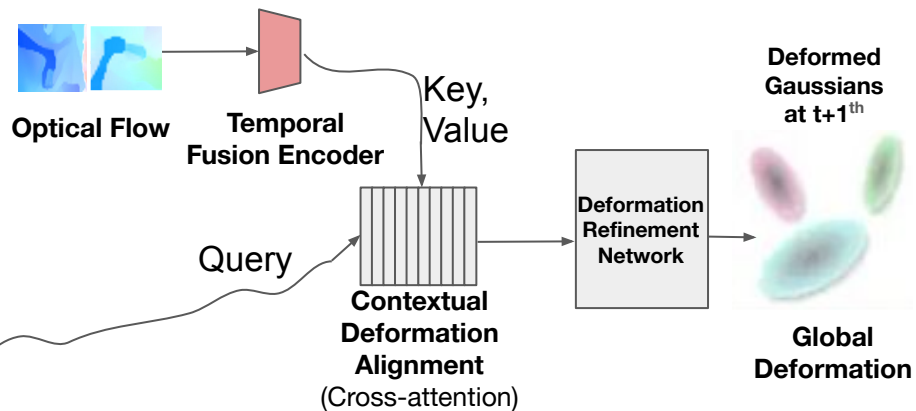 Optical Flow
Temporal
Fusion Encoder
Key,
Value
Query
Contextual
Deformation
Alignment
(Cross-attention)
Deformation
Refinement
Network
Deformed
Gaussians
at t+1th
Global
Deformation